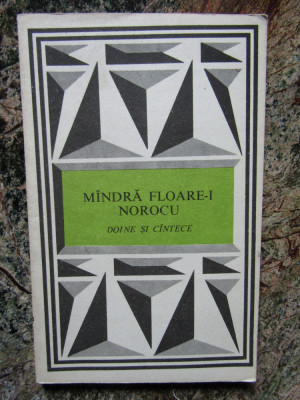 MÎNDRĂ FLOARE-I
NOROCU
DOINE ȘI CÎNTECE